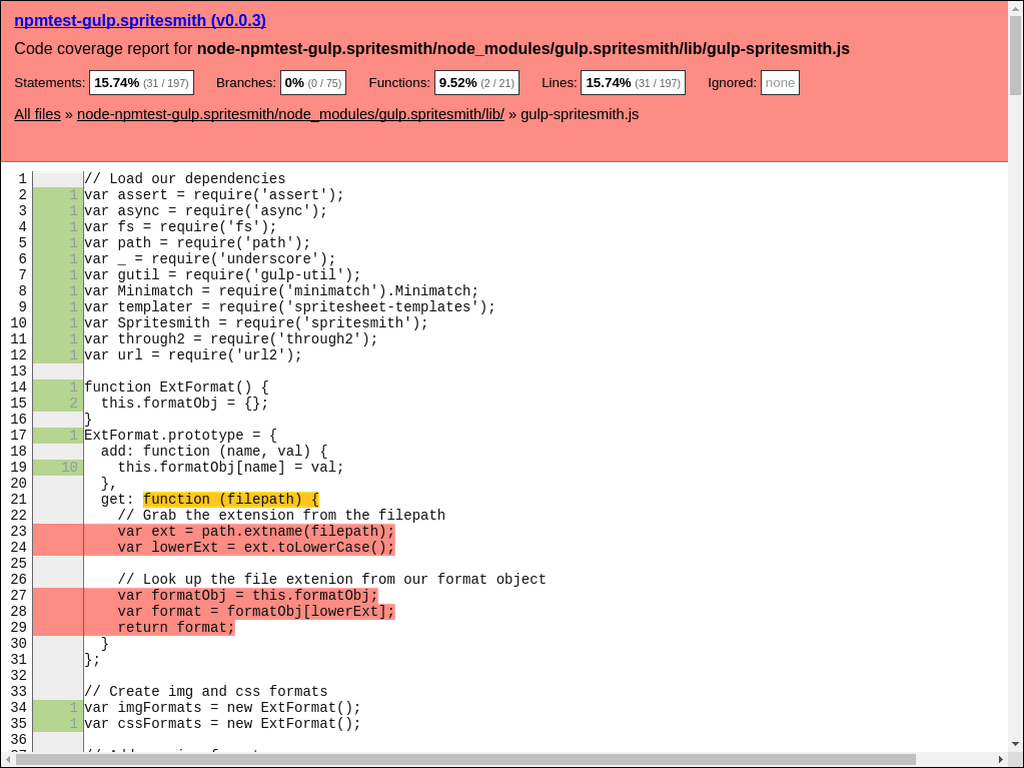 npmtest-gulp.spritesmith (v0.0.3)
Code coverage report for node-npmtest-gulp.spritesmith/node_modules/gulp.spritesmith/lib/gulp-spritesmith.js
Statements: 15.74% (31 / 197) Branches: 0% (0 / 75) Functions: 9.52% (2 / 21) Lines: 15.74% (31 / 197) Ignored: none
All files » node-npmtest-gulp.spritesmith/node_modules/gulp.spritesmith/lib/ » gulp-spritesmith.js
1 // Load our dependencies
2 1 var assert = require('assert');
3 1 var async = require('async');
4 1 var fs = require('fs');
5 1 var path = require('path');
6 1 var _ = require('underscore');
7 1 var gutil = require('gulp-util');
8 1 var Minimatch = require('minimatch').Minimatch;
9 1 var templater = require('spritesheet-templates');
10 1 var Spritesmith = require('spritesmith');
11 1 var through2 = require('through2');
12 1 var url = require('url2');
13
14 1 function ExtFormat() {
15 2 this.formatObj = {};
16 }
17 1 ExtFormat.prototype = {
18 add: function (name, val) {
19 10 this.formatObj[name] = val;
20 },
21 get: function (filepath) {
22 // Grab the extension from the filepath
23 var ext = path.extname(filepath);
24 var lowerExt = ext.toLowerCase();
25
26 // Look up the file extenion from our format object
27 var formatObj = this.formatObj;
28 var format = formatObj[lowerExt];
29 return format;
30 }
31 };
32
33 // Create img and css formats
34 1 var imgFormats = new ExtFormat();
35 1 var cssFormats = new ExtFormat();
36